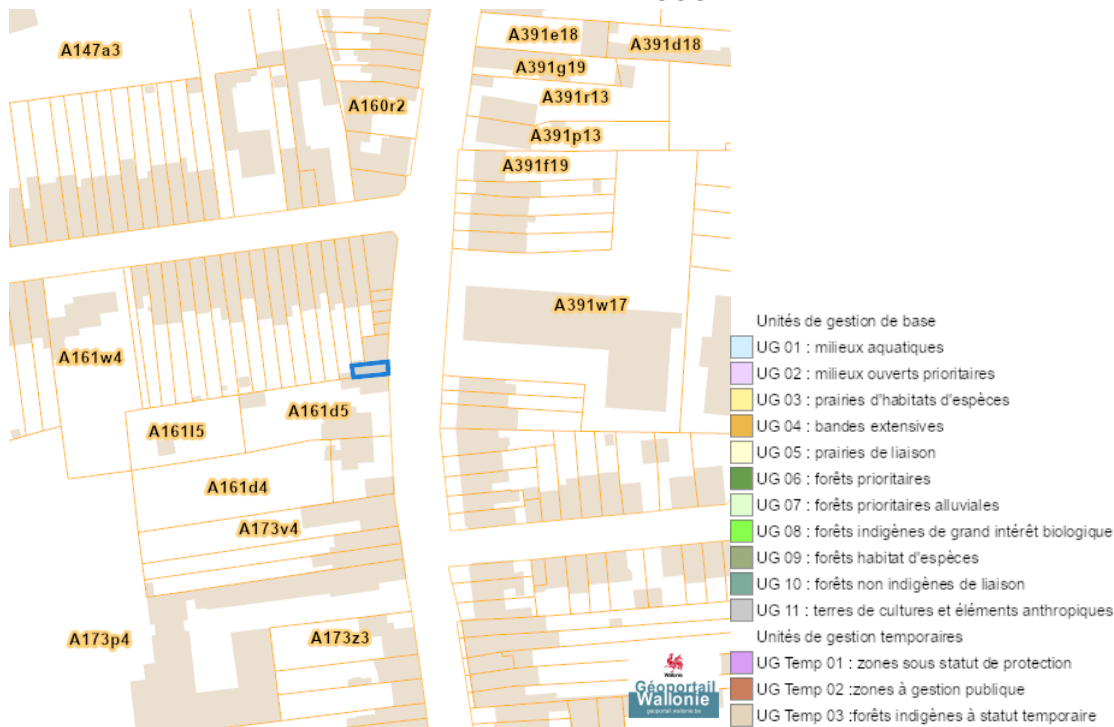 A147a3
A391e18
A391d18
A391g19
A160r2
A391r13
A391p13
A391f19
A391w17
A161w4
A161d5
A161l5
A161d4
A173v4
A173p4
A173z3
Wallonie
Géoportail
Wallonie
geoportail.wallonie.be
Unités de gestion de base
UG 01 : milieux aquatiques
UG 02 : milieux ouverts prioritaires
UG 03 : prairies d'habitats d'espèces
UG 04 : bandes extensives
UG 05 : prairies de liaison
UG 06 : forêts prioritaires
UG 07 : forêts prioritaires alluviales
UG 08 : forêts indigènes de grand intérêt biologique
UG 09 : forêts habitat d'espèces
UG 10 : forêts non indigènes de liaison
UG 11 : terres de cultures et éléments anthropiques
Unités de gestion temporaires
UG Temp 01 : zones sous statut de protection
UG Temp 02 :zones à gestion publique
UG Temp 03 :forêts indigènes à statut temporaire